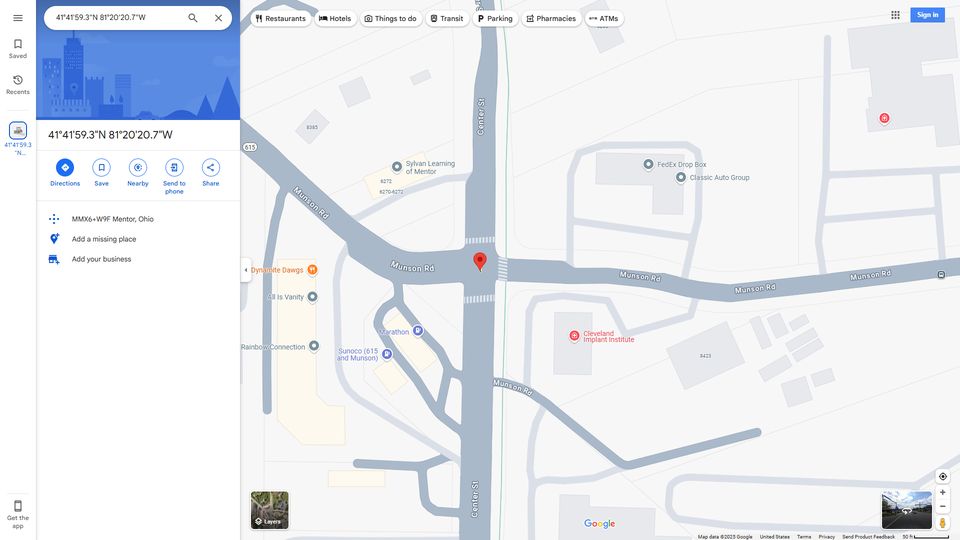 41°41'59.3"N 81°20'20.7"W
Restaurants
Hotels
Things to do
Transit
Parking
Pharmacies
ATMs
Sign in
Saved
Recents
41°41'59.3
"N...
41°41'59.3"N 81°20'20.7"W
Directions
Save
Nearby
Send to
phone
Share
MMX6+W9F Mentor, Ohio
Add a missing place
Add your business
Get the
app
Center St
8385
615
Sylvan Learning
of Mentor
6272
6270-6272
FedEx Drop Box
Classic Auto Group
Munson Rd
Munson Rd
Munson Rd
Munson Rd
Munson Rd
Dynamite Dawgs
All Is Vanity
Marathon
Rainbow Connection
Sunoco (615
and Munson)
Cleveland
Implant Institute
8423
Munson Rd
Center St
Layers
Google
Map data ©2025 Google
United States
Terms
Privacy
Send Product Feedback
50 ft